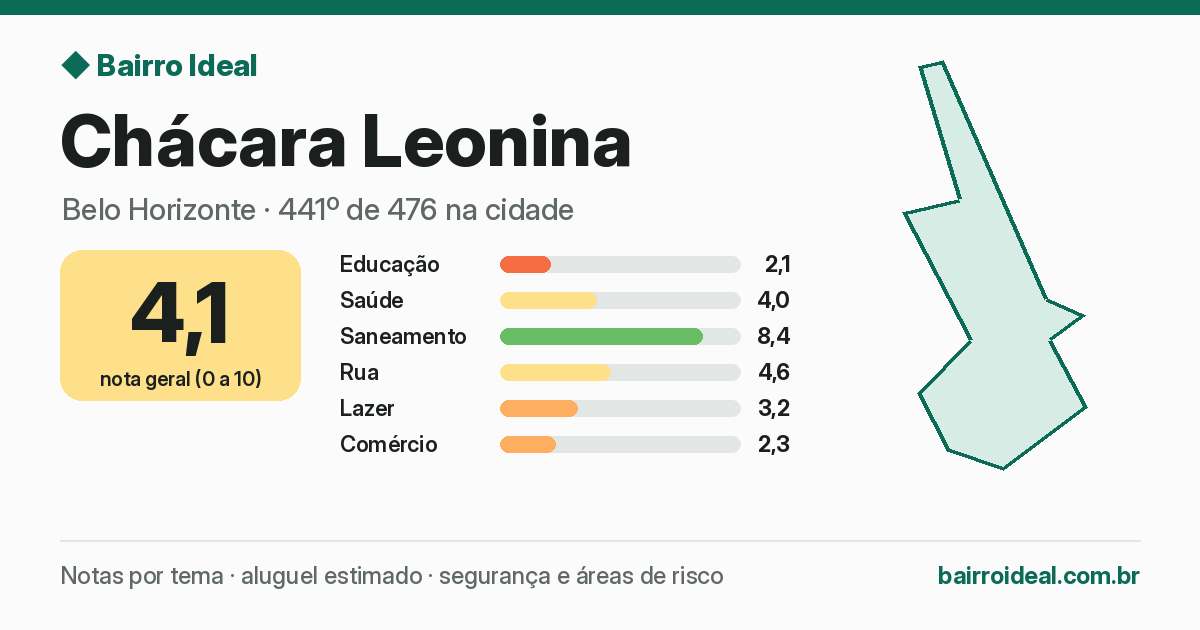 Bairro Ideal
Chácara Leonina
Belo Horizonte · 441º de 476 na cidade
4,1
nota geral (0 a 10)
Educação 2,1
Saúde 4,0
Saneamento 8,4
Rua 4,6
Lazer 3,2
Comércio 2,3
Notas por tema · aluguel estimado · segurança e áreas de risco
bairroideal.com.br